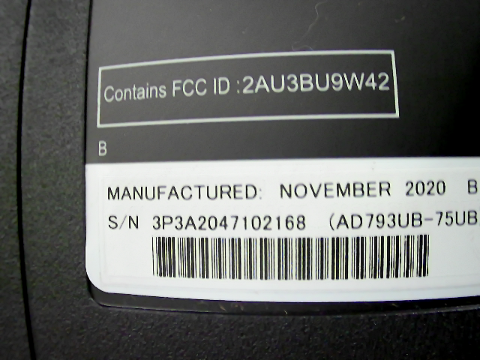 Contains FCC ID :2AU3BU9W42
B
MANUFACTURED: NOVEMBER 2020 B
S/N 3P3A2047102168 (AD793UB-75UB